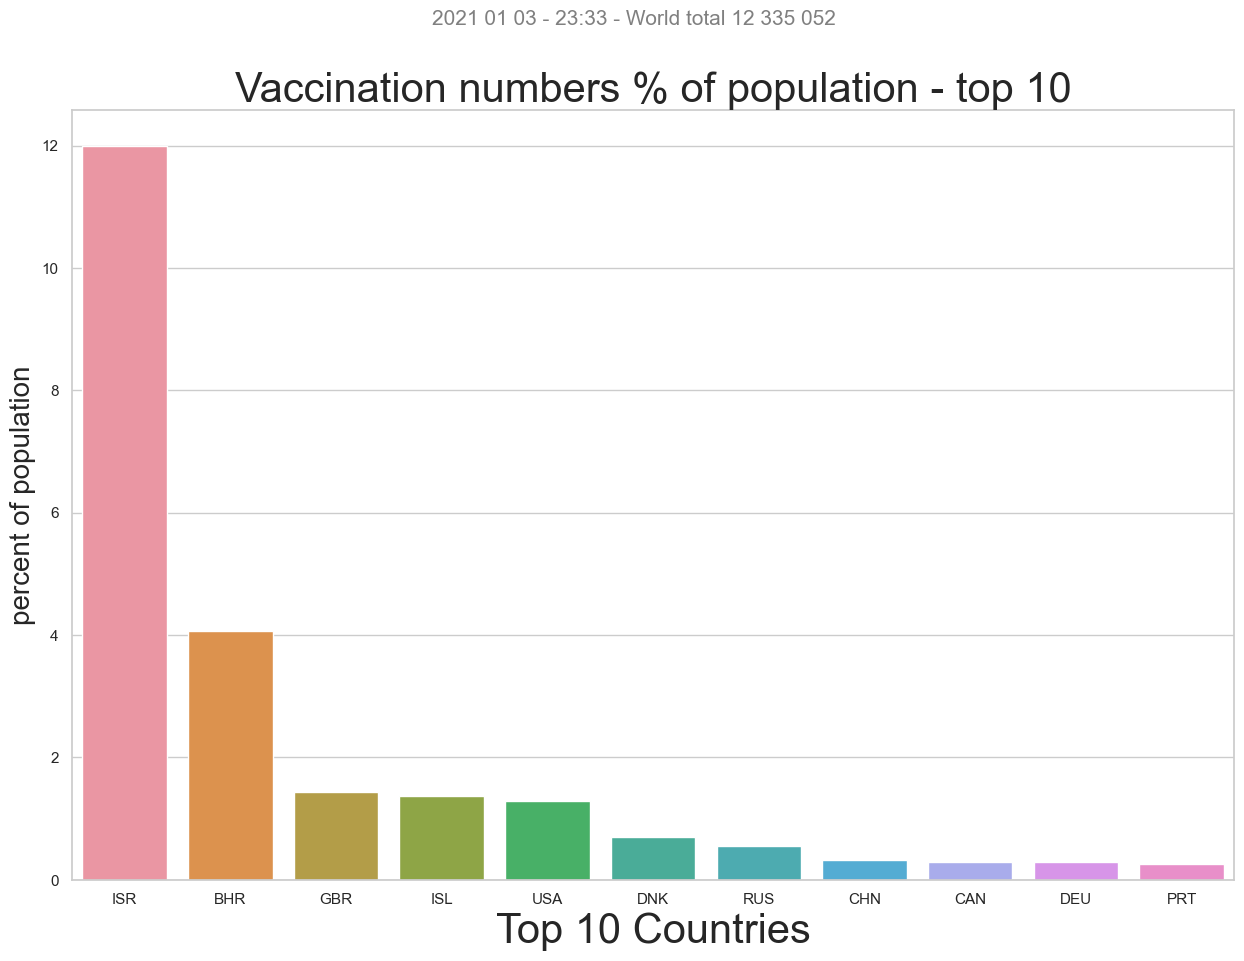 2021 01 03 - 23:33 - World total 12 335 052
Vaccination numbers % of population - top 10
percent of population
12
10
8
6
4
2
0
ISR BHR GBR ISL USA DNK RUS CHN CAN DEU PRT
Top 10 Countries